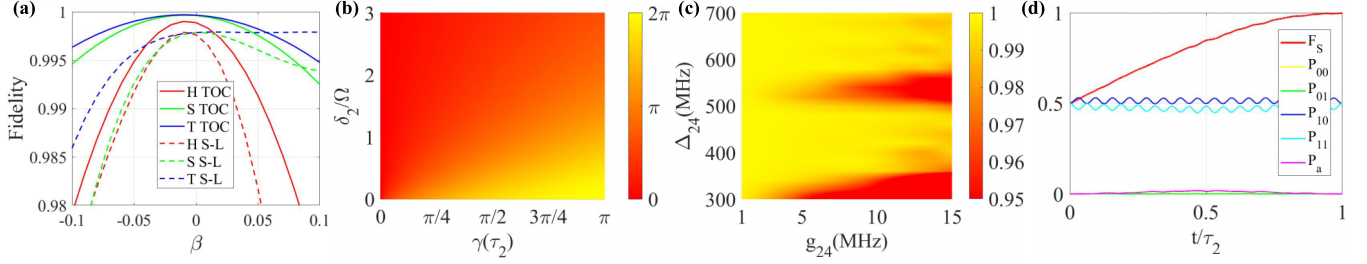 (a)
Fidelity
1
0.995
0.99
0.985
0.98
H TOC
S TOC
T TOC
H S-L
S S-L
T S-L
-0.1 -0.05 0 0.05 0.1
β
(b)
δ₂/Ω
3
2
1
0
0 π/4 π/2 3π/4 π
γ(τ₂)
2π
π
0
(c)
Δ₂₄(MHz)
700
600
500
400
300
1 5 10 15
g₂₄(MHz)
1
0.99
0.98
0.97
0.96
0.95
(d)
1
0.5
0
F_S
P₀₀
P₀₁
P₁₀
P₁₁
P_a
0 0.5 1
t/τ₂